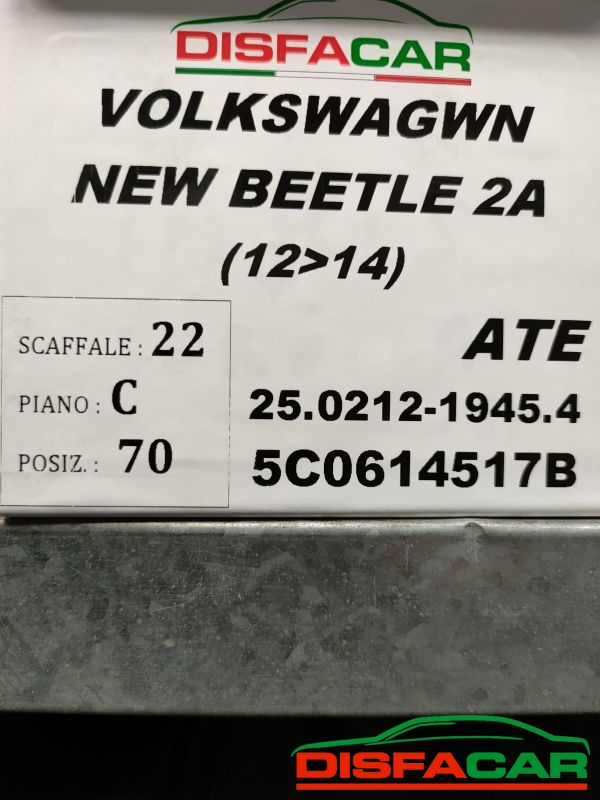 DISFACAR
VOLKSWAGWN
NEW BEETLE 2A
(12>14)
SCAFFALE : 22
PIANO : C
POSIZ. : 70
ATE
25.0212-1945.4
5C0614517B
DISFACAR